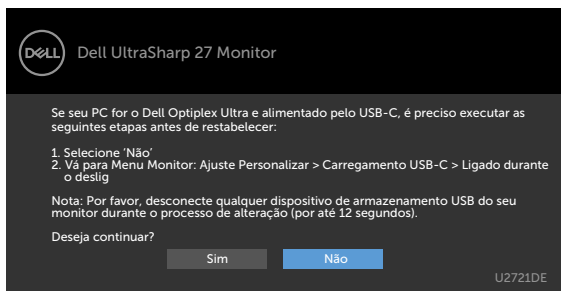 DELL Dell UltraSharp 27 Monitor
Se seu PC for o Dell Optiplex Ultra e alimentado pelo USB-C, é preciso executar as
seguintes etapas antes de restabelecer:
1. Selecione ‘Não’
2. Vá para Menu Monitor: Ajuste Personalizar > Carregamento USB-C > Ligado durante
o deslig
Nota: Por favor, desconecte qualquer dispositivo de armazenamento USB do seu
monitor durante o processo de alteração (por até 12 segundos).
Deseja continuar?
Sim Não
U2721DE